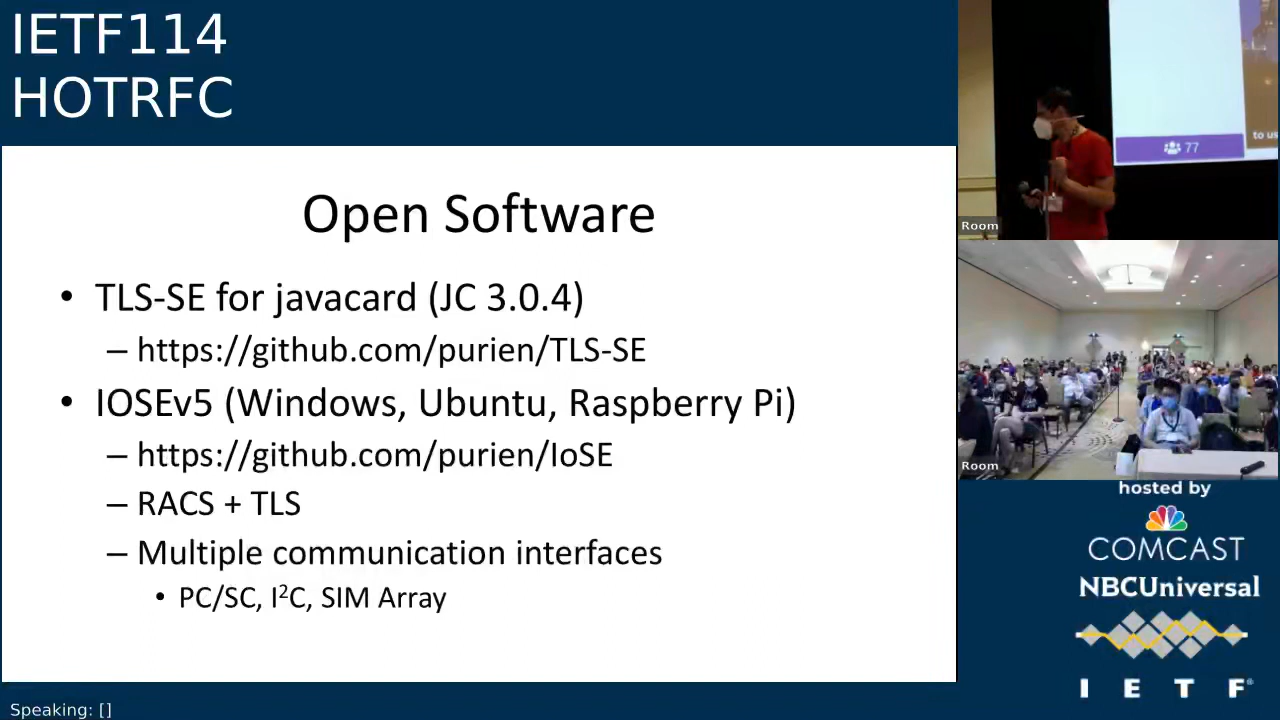 IETF114
HOTRFC
Open Software
• TLS-SE for javacard (JC 3.0.4)
– https://github.com/purien/TLS-SE
• IOSEv5 (Windows, Ubuntu, Raspberry Pi)
– https://github.com/purien/IoSE
– RACS + TLS
– Multiple communication interfaces
• PC/SC, I²C, SIM Array
Speaking: []
77
to us
Room
Room
hosted by
COMCAST
NBCUniversal
I E T F®